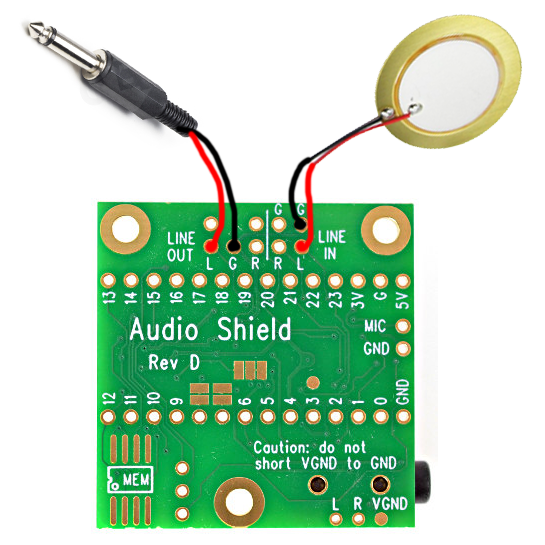 G G
LINE OUT
LINE IN
L G R R L
13 14 15 16 17 18 19 20 21 22 23 3V G 5V
Audio Shield
MIC
GND
Rev D
12 11 10 9 6 5 4 3 2 1 0 GND
Caution: do not
short VGND to GND
MEM
L R VGND